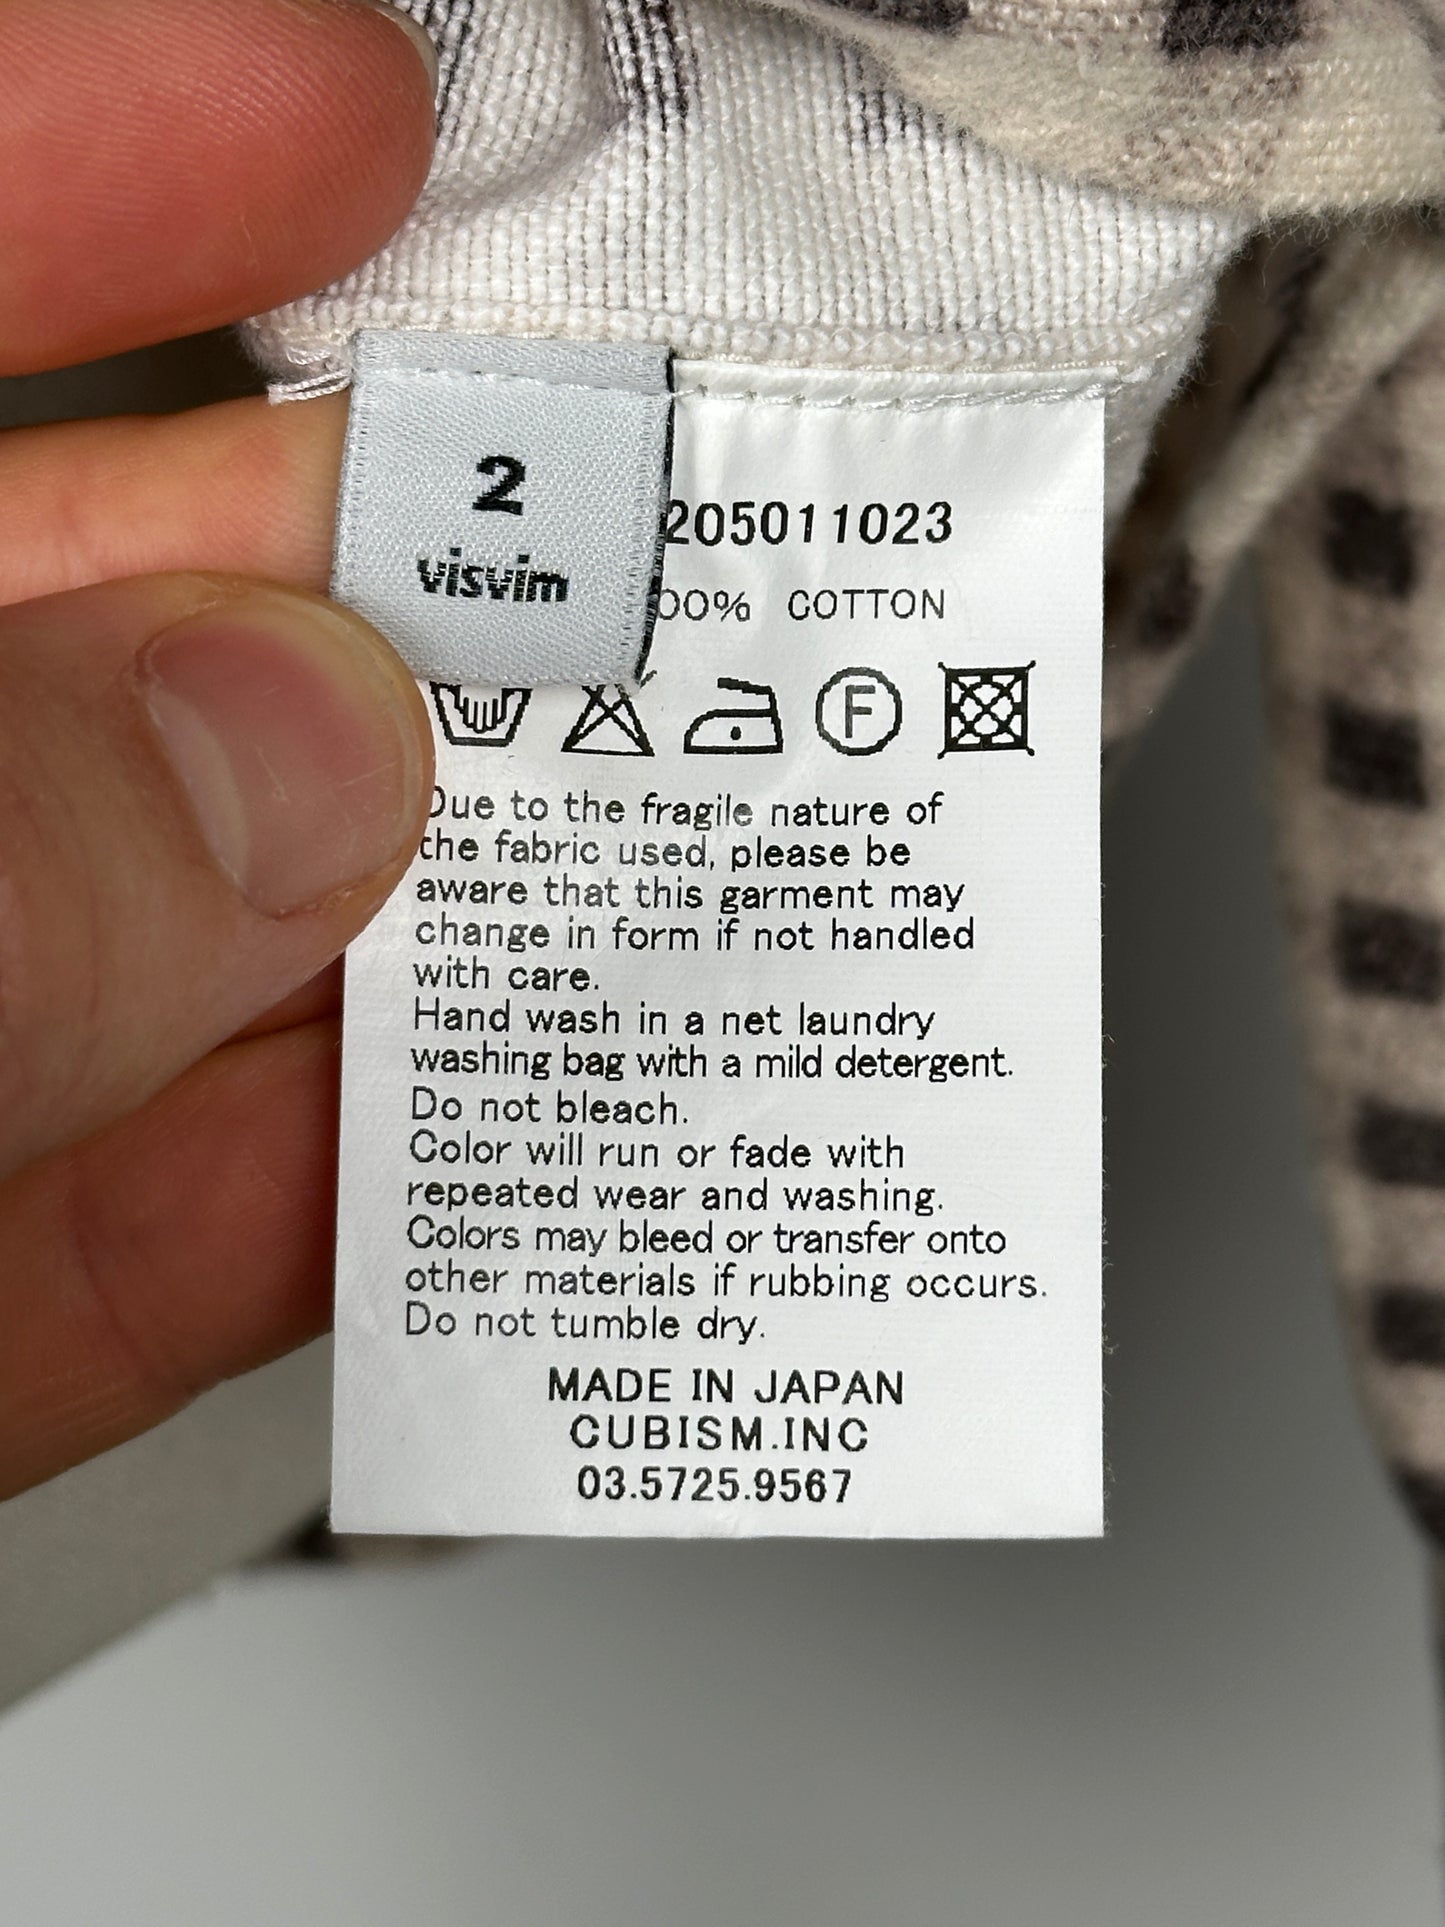 2
visvim
205011023
00% COTTON
F
Due to the fragile nature of
the fabric used, please be
aware that this garment may
change in form if not handled
with care.
Hand wash in a net laundry
washing bag with a mild detergent.
Do not bleach.
Color will run or fade with
repeated wear and washing.
Colors may bleed or transfer onto
other materials if rubbing occurs.
Do not tumble dry.
MADE IN JAPAN
CUBISM.INC
03.5725.9567